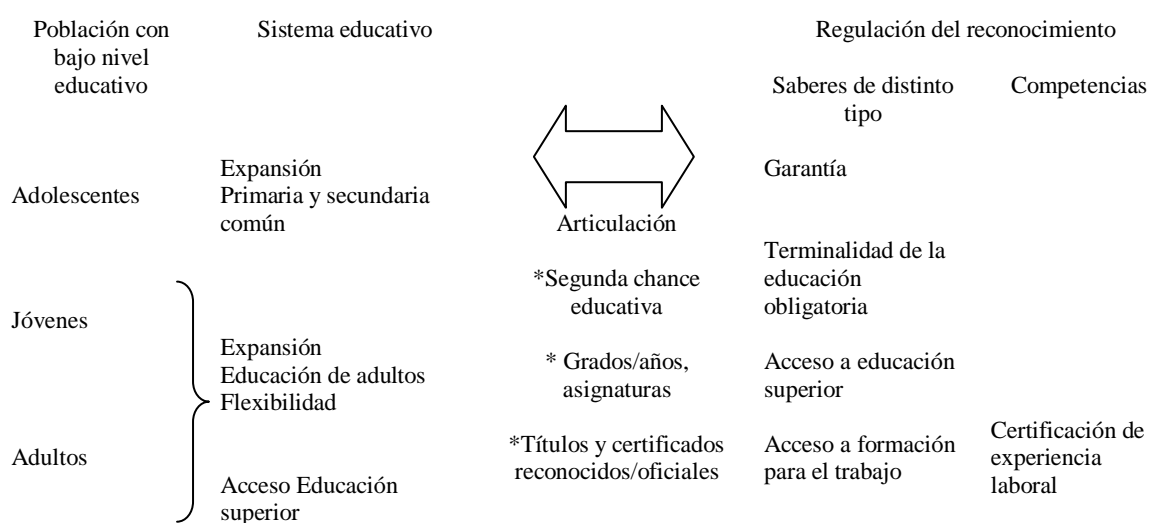 Población con
bajo nivel
educativo
Sistema educativo
Regulación del reconocimiento
Saberes de distinto
tipo
Competencias
Adolescentes
Expansión
Primaria y secundaria
común
Articulación
Garantía
*Segunda chance
educativa
Terminalidad de la
educación
obligatoria
Jóvenes
Expansión
Educación de adultos
Flexibilidad
* Grados/años,
asignaturas
Acceso a educación
superior
Adultos
Acceso Educación
superior
*Títulos y certificados
reconocidos/oficiales
Acceso a formación
para el trabajo
Certificación de
experiencia
laboral